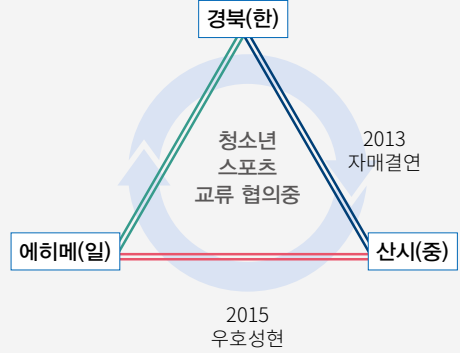 경북(한)
청소년
스포츠
교류 협의중
2013
자매결연
에히메(일)
산시(중)
2015
우호성현